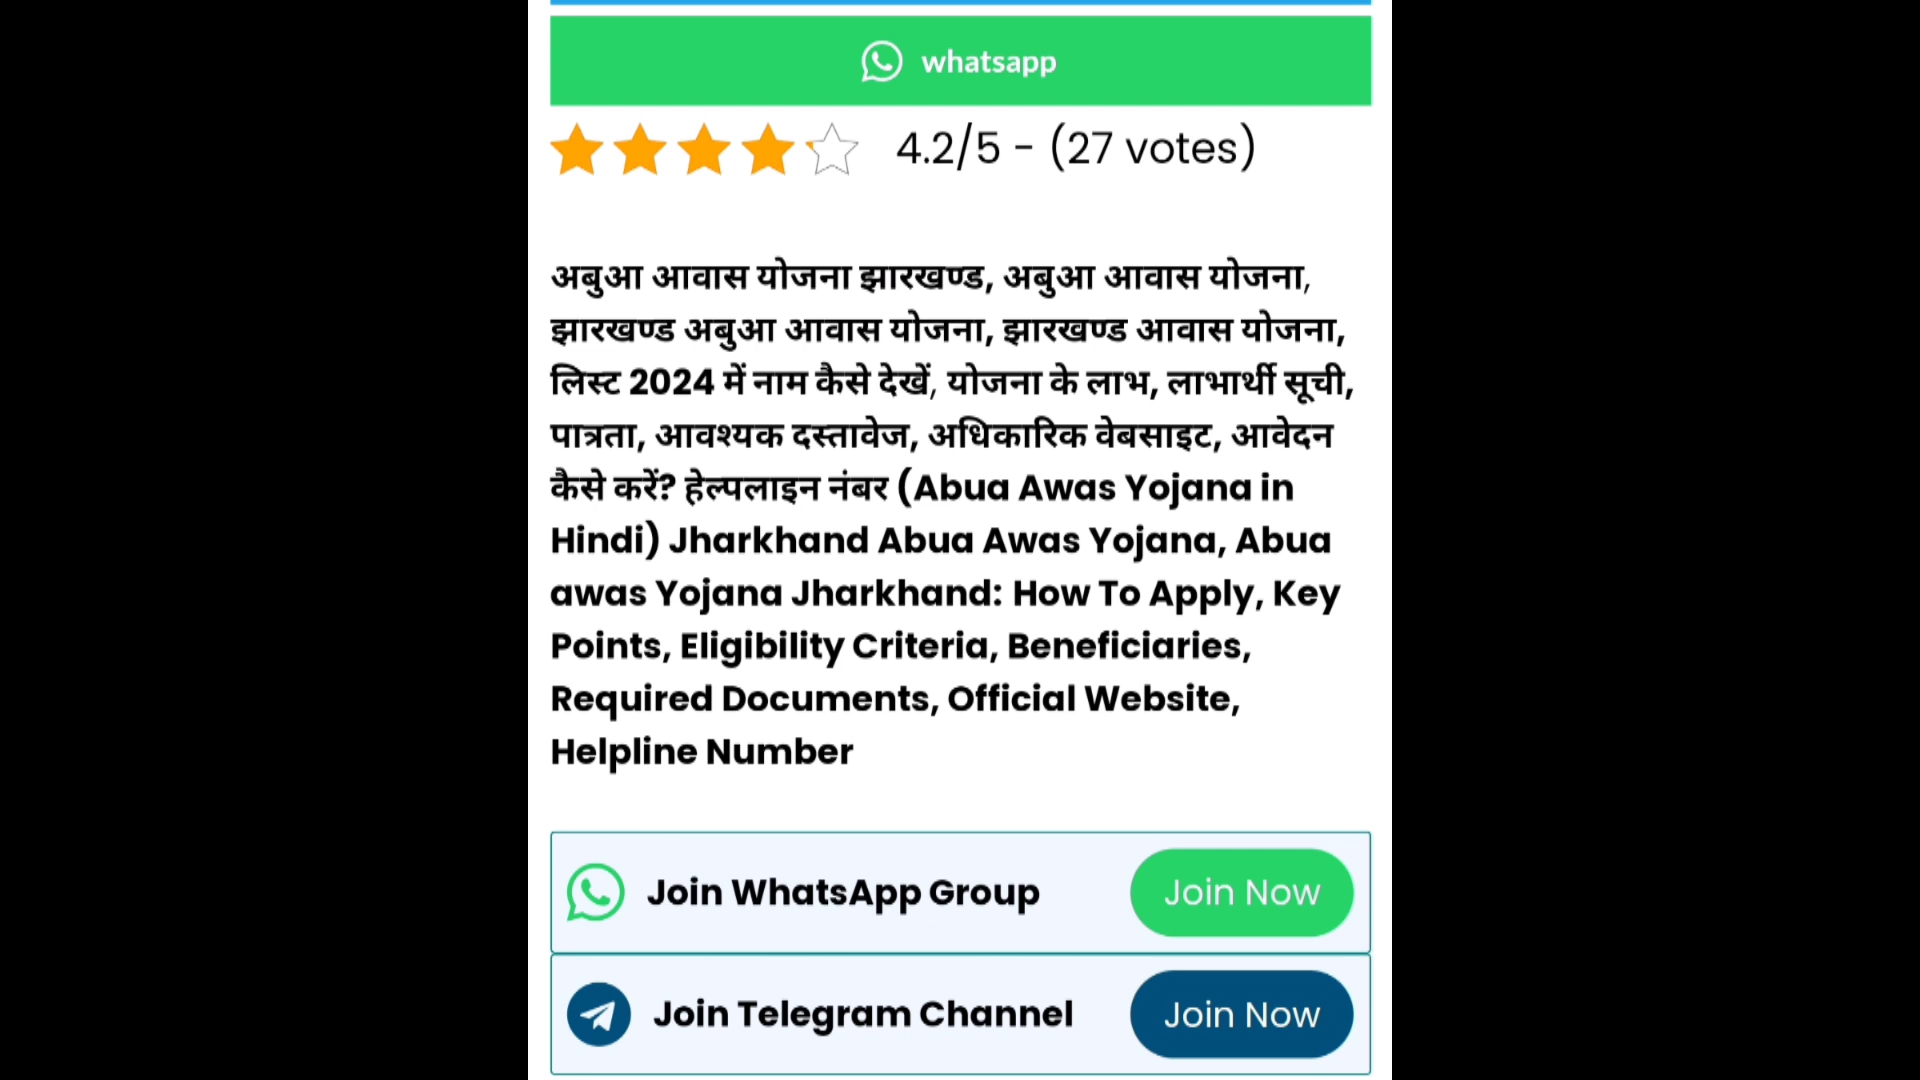 whatsapp
4.2/5 - (27 votes)
अबुआ आवास योजना झारखण्ड, अबुआ आवास योजना,
झारखण्ड अबुआ आवास योजना, झारखण्ड आवास योजना,
लिस्ट 2024 में नाम कैसे देखें, योजना के लाभ, लाभार्थी सूची,
पात्रता, आवश्यक दस्तावेज, अधिकारिक वेबसाइट, आवेदन
कैसे करें? हेल्पलाइन नंबर (Abua Awas Yojana in
Hindi) Jharkhand Abua Awas Yojana, Abua
awas Yojana Jharkhand: How To Apply, Key
Points, Eligibility Criteria, Beneficiaries,
Required Documents, Official Website,
Helpline Number
Join WhatsApp Group Join Now
Join Telegram Channel Join Now